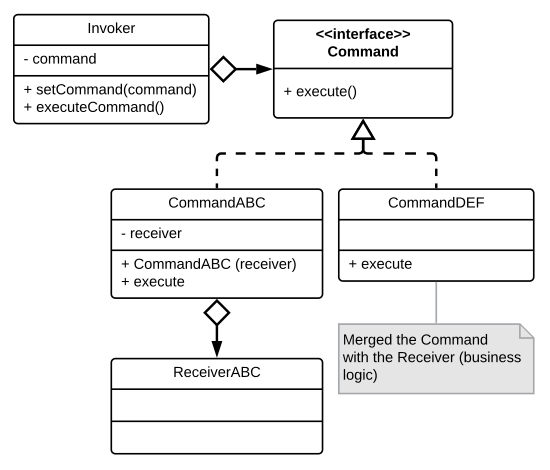 Invoker
- command
+ setCommand(command)
+ executeCommand()
<<interface>>
Command
+ execute()
CommandABC
- receiver
+ CommandABC (receiver)
+ execute
CommandDEF
+ execute
Merged the Command
with the Receiver (business
logic)
ReceiverABC